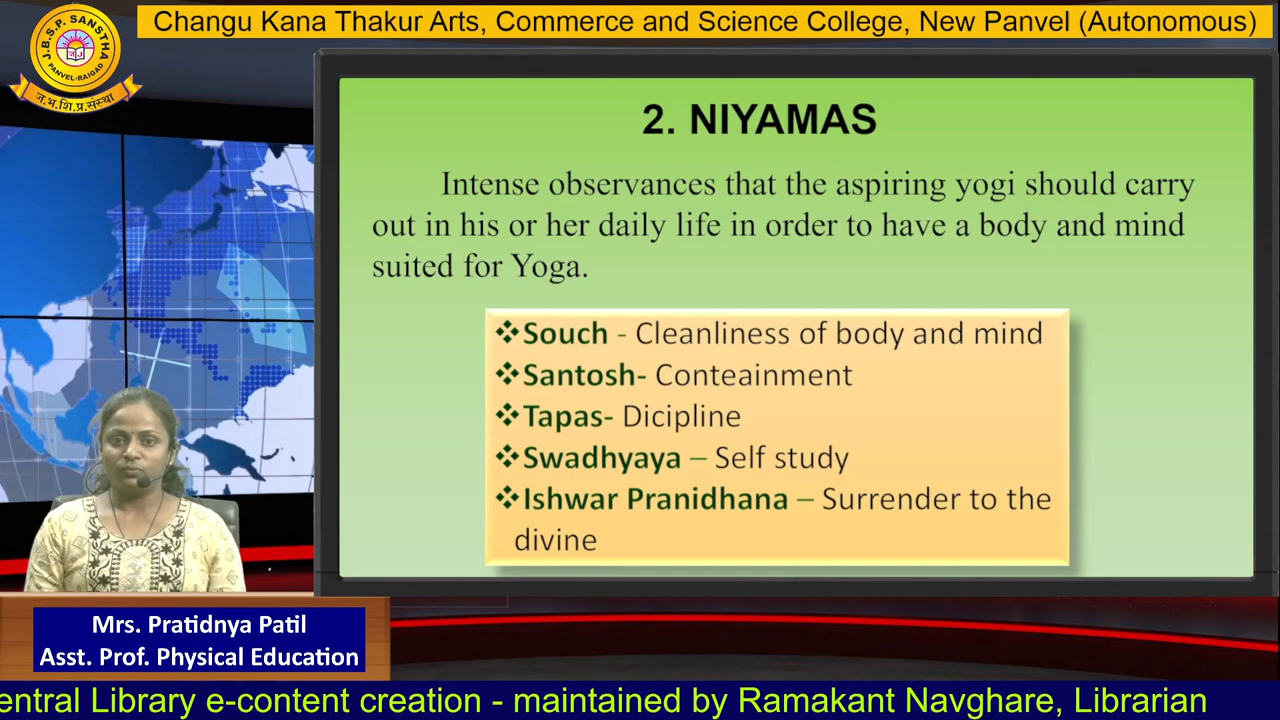 Changu Kana Thakur Arts, Commerce and Science College, New Panvel (Autonomous)
J.B.S.P. SANSTHA
PANVEL-RAIGAD
ज.भ.शि.प्र.संस्था
2. NIYAMAS
Intense observances that the aspiring yogi should carry
out in his or her daily life in order to have a body and mind
suited for Yoga.
❖Souch - Cleanliness of body and mind
❖Santosh- Conteainment
❖Tapas- Dicipline
❖Swadhyaya – Self study
❖Ishwar Pranidhana – Surrender to the
divine
Mrs. Pratidnya Patil
Asst. Prof. Physical Education
entral Library e-content creation - maintained by Ramakant Navghare, Librarian